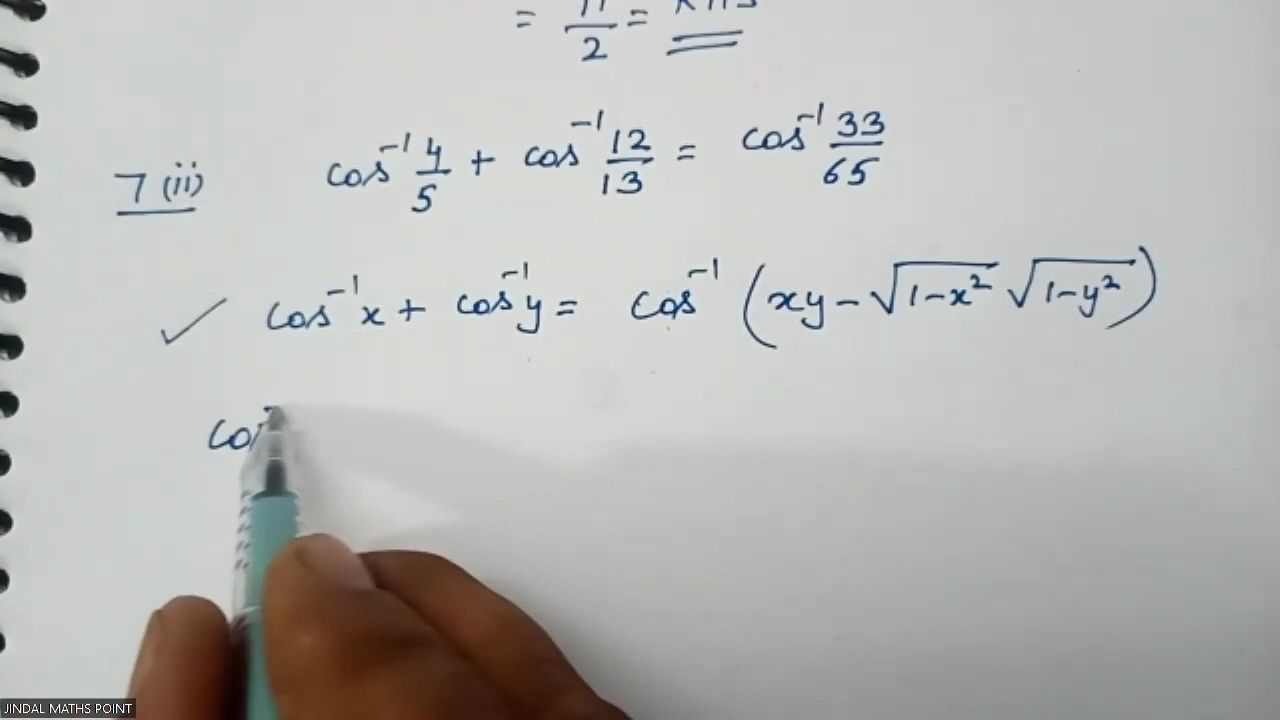 = π/2 = RHS
7 (ii) cos⁻¹ 4/5 + cos⁻¹ 12/13 = cos⁻¹ 33/65
✓ cos⁻¹x + cos⁻¹y = cos⁻¹ (xy - √1-x² √1-y²)
cos
JINDAL MATHS POINT